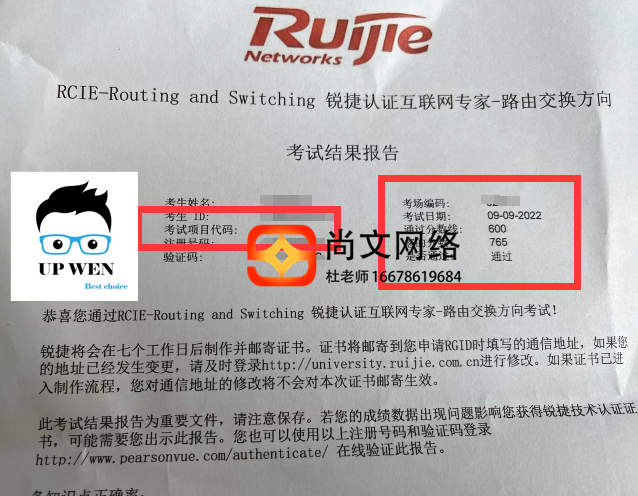 Ruijie
Networks
RCIE-Routing and Switching 锐捷认证互联网专家-路由交换方向
考试结果报告
考生姓名:
考场编码:
考生 ID:
考试日期: 09-09-2022
考试项目代码:
通过分数线: 600
注册号码:
765
验证码:
是否通过: 通过
UP WEN
Best choice
尚文网络
杜老师 16678619684
恭喜您通过RCIE-Routing and Switching 锐捷认证互联网专家-路由交换方向考试!
锐捷将会在七个工作日后制作并邮寄证书。证书将邮寄到您申请RGID时填写的通信地址，如果您
的地址已经发生变更，请及时登录http://university.ruijie.com.cn进行修改。如果证书已进
入制作流程，您对通信地址的修改将不会对本次证书邮寄生效。
此考试结果报告为重要文件，请注意保存。若您的成绩数据出现问题影响您获得锐捷技术认证证
书，可能需要您出示此报告。您也可以使用以上注册号码和验证码登录
http://www.pearsonvue.com/authenticate/ 在线验证此报告。
各知识点正确率.